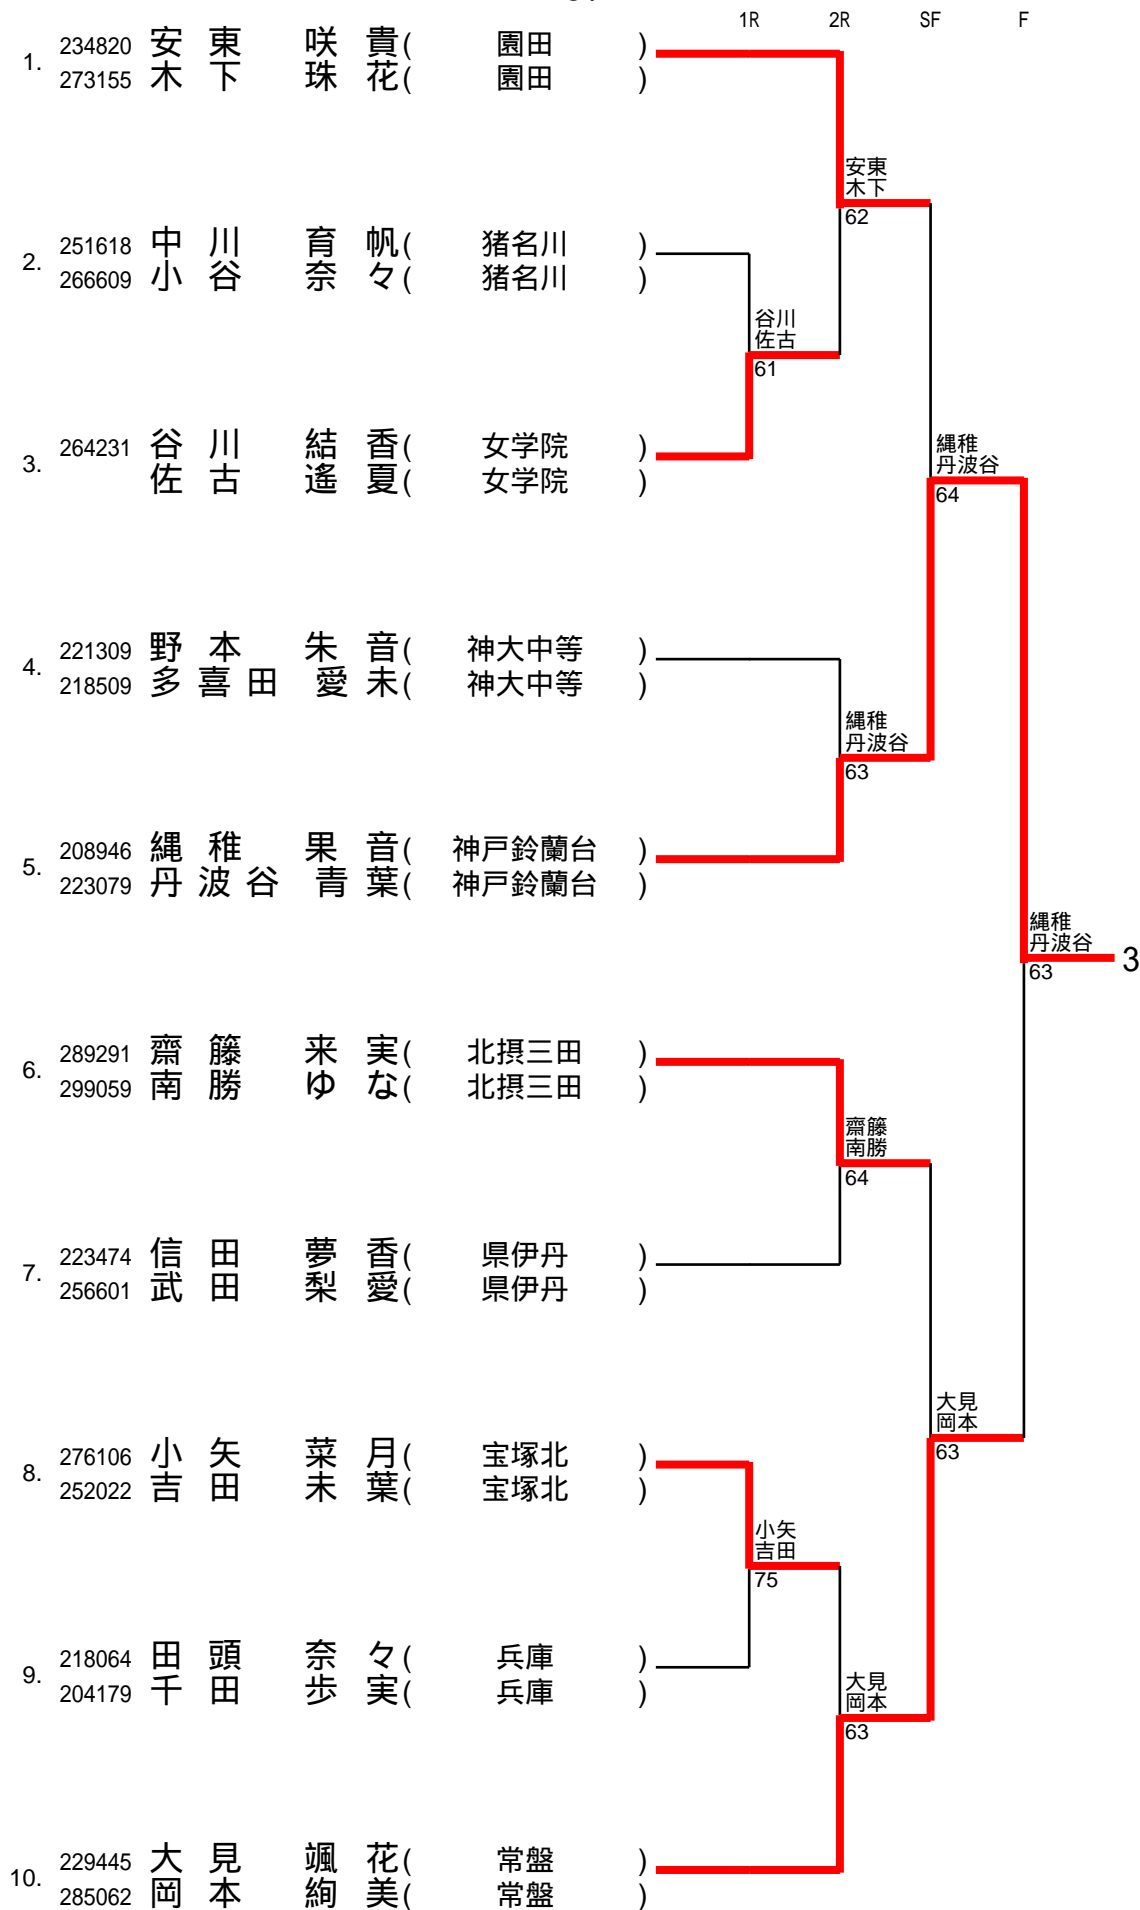 1R 2R SF F
1. 234820 安東 咲貴( 園田 )
273155 木下 珠花( 園田 )
安東
木下
62
2. 251618 中川 育帆( 猪名川 )
266609 小谷 奈々( 猪名川 )
谷川
佐古
61
3. 264231 谷川 結香( 女学院 )
佐古 遙夏( 女学院 )
縄稚
丹波谷
64
4. 221309 野本 朱音( 神大中等 )
218509 多喜田 愛未( 神大中等 )
縄稚
丹波谷
63
5. 208946 縄稚 果音( 神戸鈴蘭台 )
223079 丹波谷 青葉( 神戸鈴蘭台 )
縄稚
丹波谷
63
3
6. 289291 齋籐 来実( 北摂三田 )
299059 南勝 ゆな( 北摂三田 )
齋籐
南勝
64
7. 223474 信田 夢香( 県伊丹 )
256601 武田 梨愛( 県伊丹 )
大見
岡本
63
8. 276106 小矢 菜月( 宝塚北 )
252022 吉田 未葉( 宝塚北 )
小矢
吉田
75
9. 218064 田頭 奈々( 兵庫 )
204179 千田 歩実( 兵庫 )
大見
岡本
63
10. 229445 大見 颯花( 常盤 )
285062 岡本 絢美( 常盤 )